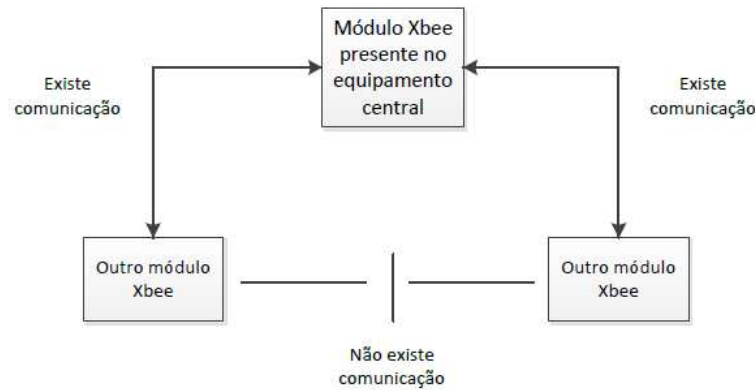 Módulo Xbee
presente no
equipamento
central
Existe
comunicação
Existe
comunicação
Outro módulo
Xbee
Outro módulo
Xbee
Não existe
comunicação